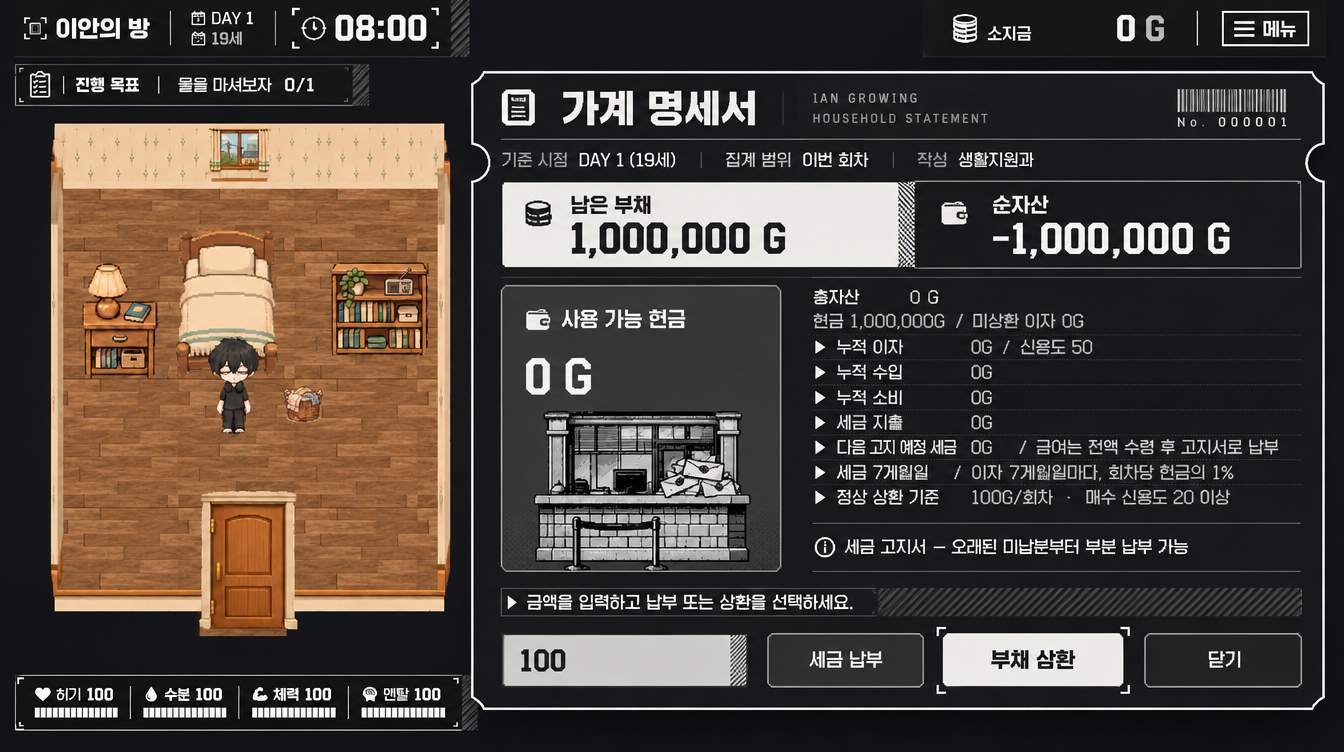 이안의 방
DAY 1
19세
08:00
소지금
0 G
메뉴
진행 목표
물을 마셔보자 0/1
가계 명세서
IAN GROWING
HOUSEHOLD STATEMENT
No. 000001
기준 시점 DAY 1 (19세)
집계 범위 이번 회차
작성 생활지원과
남은 부채
1,000,000 G
순자산
-1,000,000 G
사용 가능 현금
0 G
총자산 0 G
현금 1,000,000G / 미상환 이자 0G
▶ 누적 이자 0G / 신용도 50
▶ 누적 수입 0G
▶ 누적 소비 0G
▶ 세금 지출 0G
▶ 다음 고지 예정 세금 0G / 금여는 전액 수령 후 고지서로 납부
▶ 세금 7개월일 / 이자 7개월일마다, 회차당 헌금의 1%
▶ 정상 상환 기준 100G/회차 · 매수 신용도 20 이상
세금 고지서 – 오래된 미납분부터 부분 납부 가능
▶ 금액을 입력하고 납부 또는 상환을 선택하세요.
100
세금 납부
부채 삼환
닫기
허기 100
수분 100
체력 100
맨탈 100